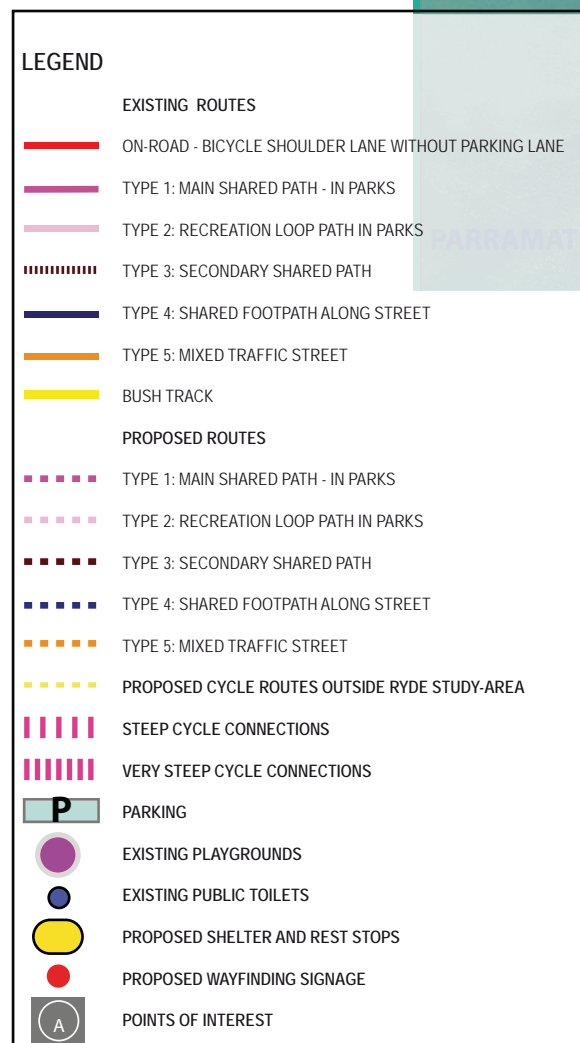 LEGEND
EXISTING ROUTES
ON-ROAD - BICYCLE SHOULDER LANE WITHOUT PARKING LANE
TYPE 1: MAIN SHARED PATH - IN PARKS
TYPE 2: RECREATION LOOP PATH IN PARKS
PARRAMAT
TYPE 3: SECONDARY SHARED PATH
TYPE 4: SHARED FOOTPATH ALONG STREET
TYPE 5: MIXED TRAFFIC STREET
BUSH TRACK
PROPOSED ROUTES
TYPE 1: MAIN SHARED PATH - IN PARKS
TYPE 2: RECREATION LOOP PATH IN PARKS
TYPE 3: SECONDARY SHARED PATH
TYPE 4: SHARED FOOTPATH ALONG STREET
TYPE 5: MIXED TRAFFIC STREET
PROPOSED CYCLE ROUTES OUTSIDE RYDE STUDY-AREA
STEEP CYCLE CONNECTIONS
VERY STEEP CYCLE CONNECTIONS
P PARKING
EXISTING PLAYGROUNDS
EXISTING PUBLIC TOILETS
PROPOSED SHELTER AND REST STOPS
PROPOSED WAYFINDING SIGNAGE
A POINTS OF INTEREST